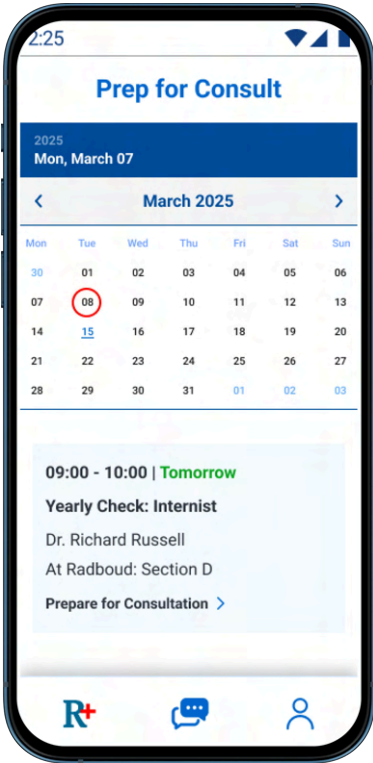 2:25
Prep for Consult
2025
Mon, March 07
March 2025
Mon Tue Wed Thu Fri Sat Sun
30 01 02 03 04 05 06
07 08 09 10 11 12 13
14 15 16 17 18 19 20
21 22 23 24 25 26 27
28 29 30 31 01 02 03
09:00 - 10:00 | Tomorrow
Yearly Check: Internist
Dr. Richard Russell
At Radboud: Section D
Prepare for Consultation >
R+